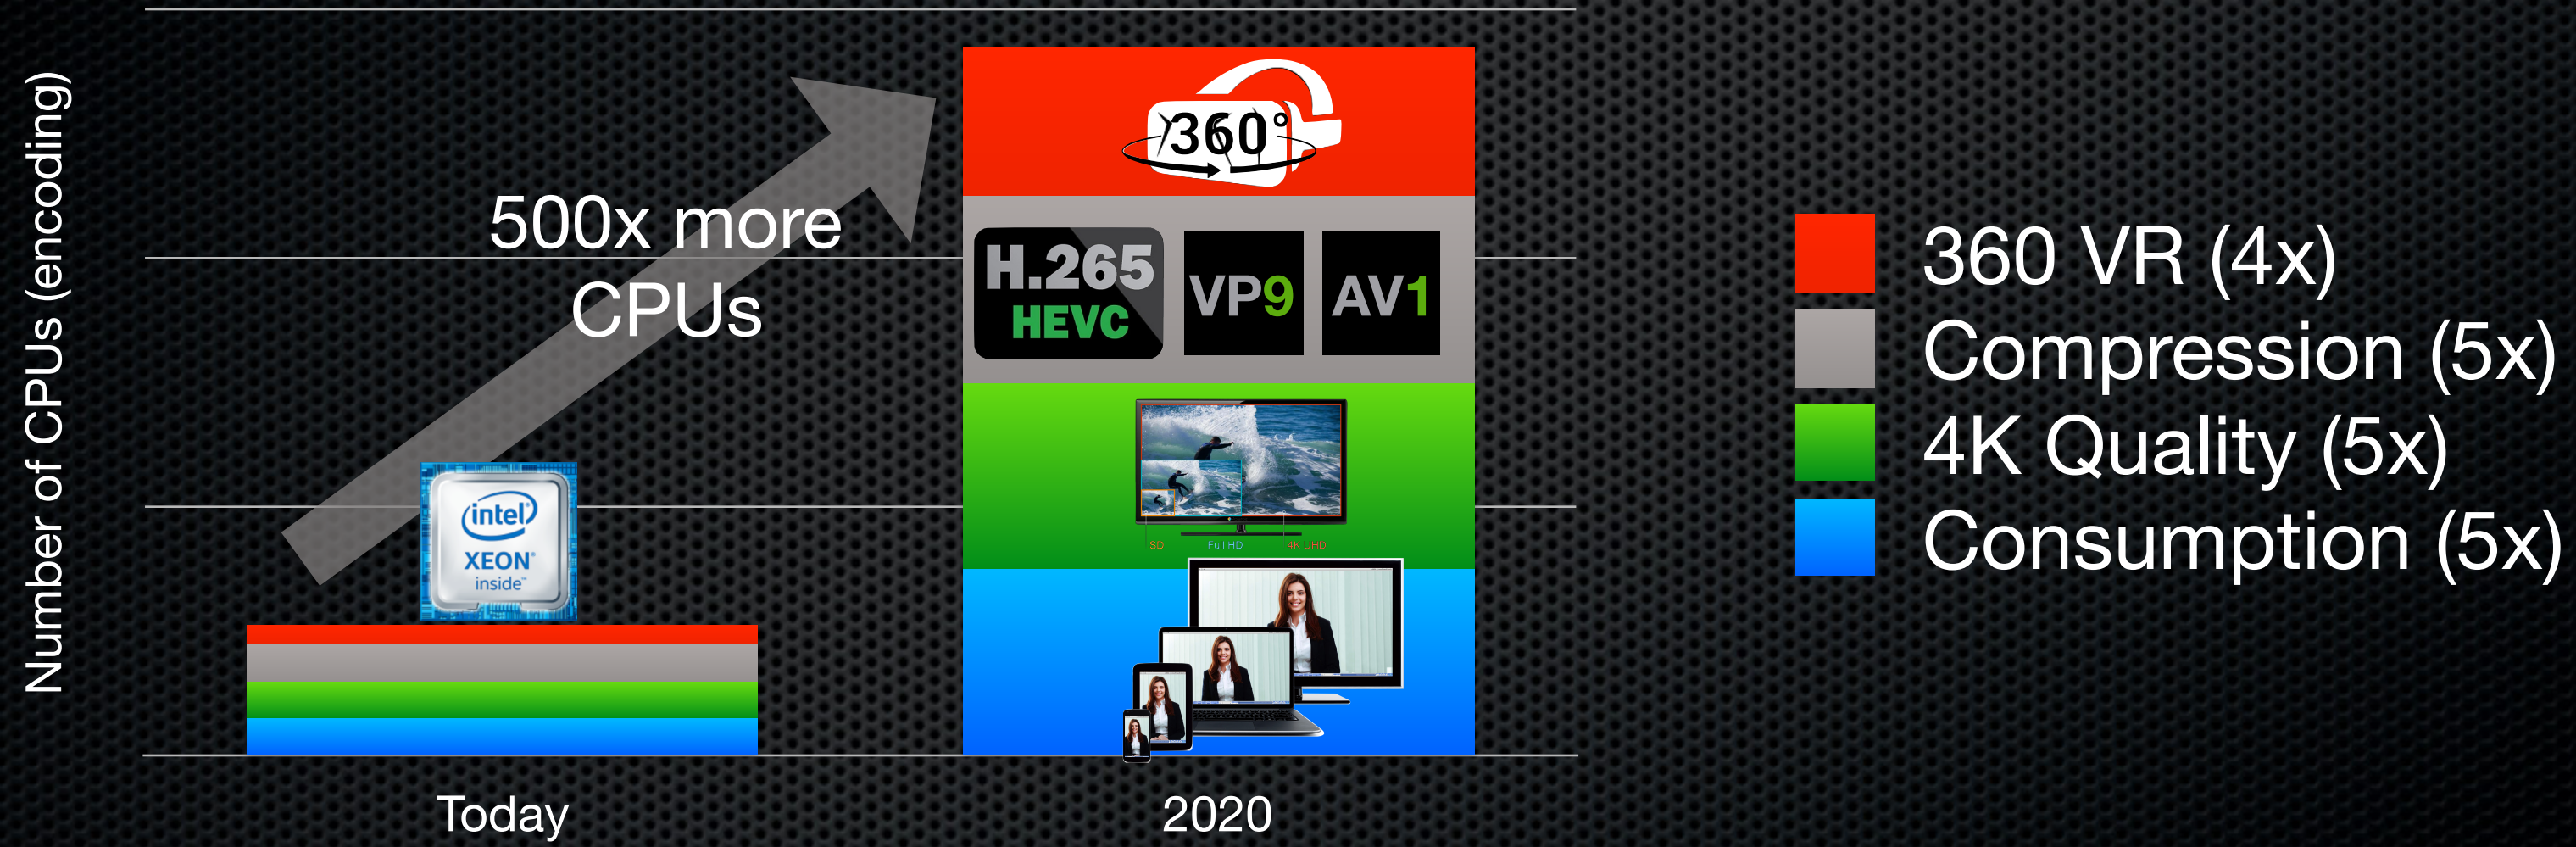 Number of CPUs (encoding)
500x more
CPUs
intel®
XEON®
inside™
Today
360°
H.265
HEVC
VP9
AV1
SD
Full HD
4K UHD
2020
360 VR (4x)
Compression (5x)
4K Quality (5x)
Consumption (5x)